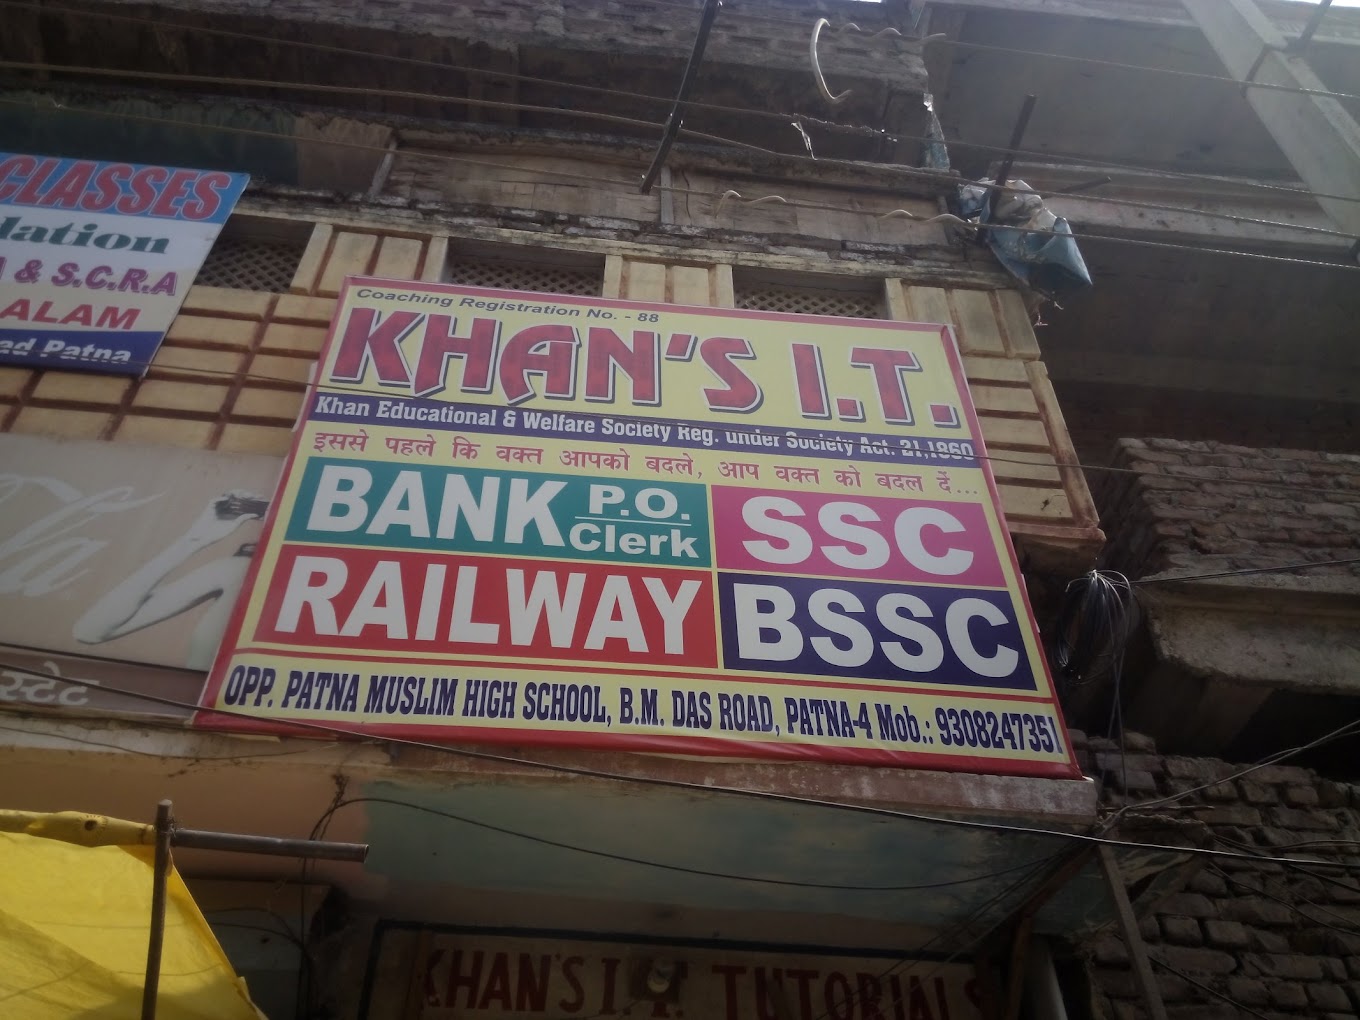 CLASSES
lation
& S.C.R.A
ALAM
Patna
Coaching Registration No. - 88
KHAN'S I.T.
Khan Educational & Welfare Society Reg. under Society Act. 21,1860
इससे पहले कि वक्त आपको बदले, आप वक्त को बदल दें...
BANK P.O.
Clerk
SSC
RAILWAY
BSSC
OPP. PATNA MUSLIM HIGH SCHOOL, B.M. DAS ROAD, PATNA-4 Mob.: 9308247351
स्टेट
KHAN'S I.T. TUTORIALS